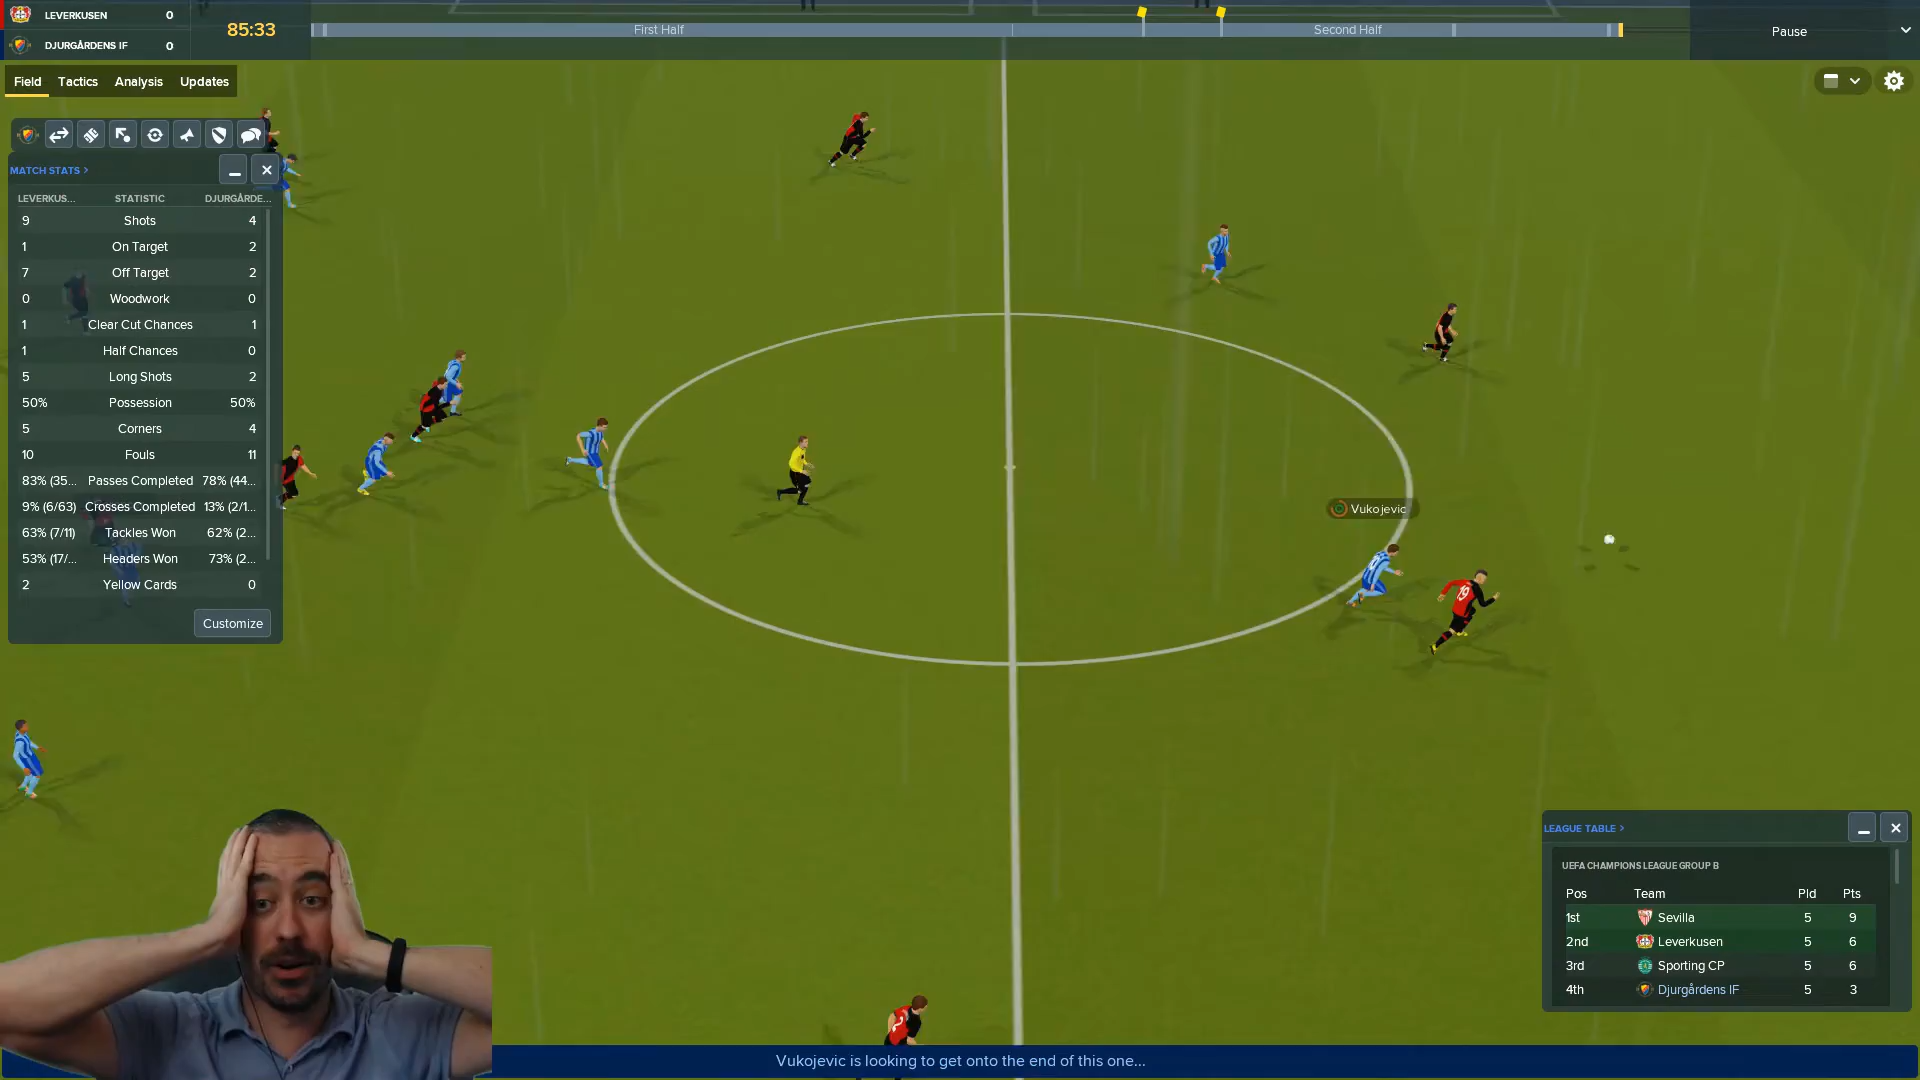 LEVERKUSEN 0
DJURGÅRDENS IF 0
85:33
First Half
Second Half
Pause
Field Tactics Analysis Updates
MATCH STATS >
LEVERKUS... STATISTIC DJURGÅRDE...
9 Shots 4
1 On Target 2
7 Off Target 2
0 Woodwork 0
1 Clear Cut Chances 1
1 Half Chances 0
5 Long Shots 2
50% Possession 50%
5 Corners 4
10 Fouls 11
83% (35... Passes Completed 78% (44...
9% (6/63) Crosses Completed 13% (2/1...
63% (7/11) Tackles Won 62% (2...
53% (17/... Headers Won 73% (2...
2 Yellow Cards 0
Customize
Vukojevic
19
2
LEAGUE TABLE >
UEFA CHAMPIONS LEAGUE GROUP B
Pos Team Pld Pts
1st Sevilla 5 9
2nd Leverkusen 5 6
3rd Sporting CP 5 6
4th Djurgårdens IF 5 3
Vukojevic is looking to get onto the end of this one...